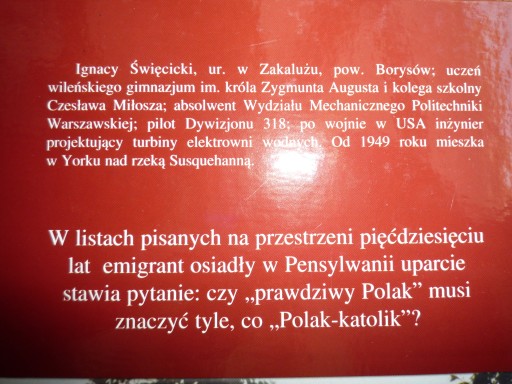 Ignacy Święcicki, ur. w Zakalużu, pow. Borysów; uczeń
wileńskiego gimnazjum im. króla Zygmunta Augusta i kolega szkolny
Czesława Miłosza; absolwent Wydziału Mechanicznego Politechniki
Warszawskiej; pilot Dywizjonu 318; po wojnie w USA inżynier
projektujący turbiny elektrowni wodnych. Od 1949 roku mieszka
w Yorku nad rzeką Susquehanną.
W listach pisanych na przestrzeni pięćdziesięciu
lat emigrant osiadły w Pensylwanii uparcie
stawia pytanie: czy „prawdziwy Polak” musi
znaczyć tyle, co „Polak-katolik”?